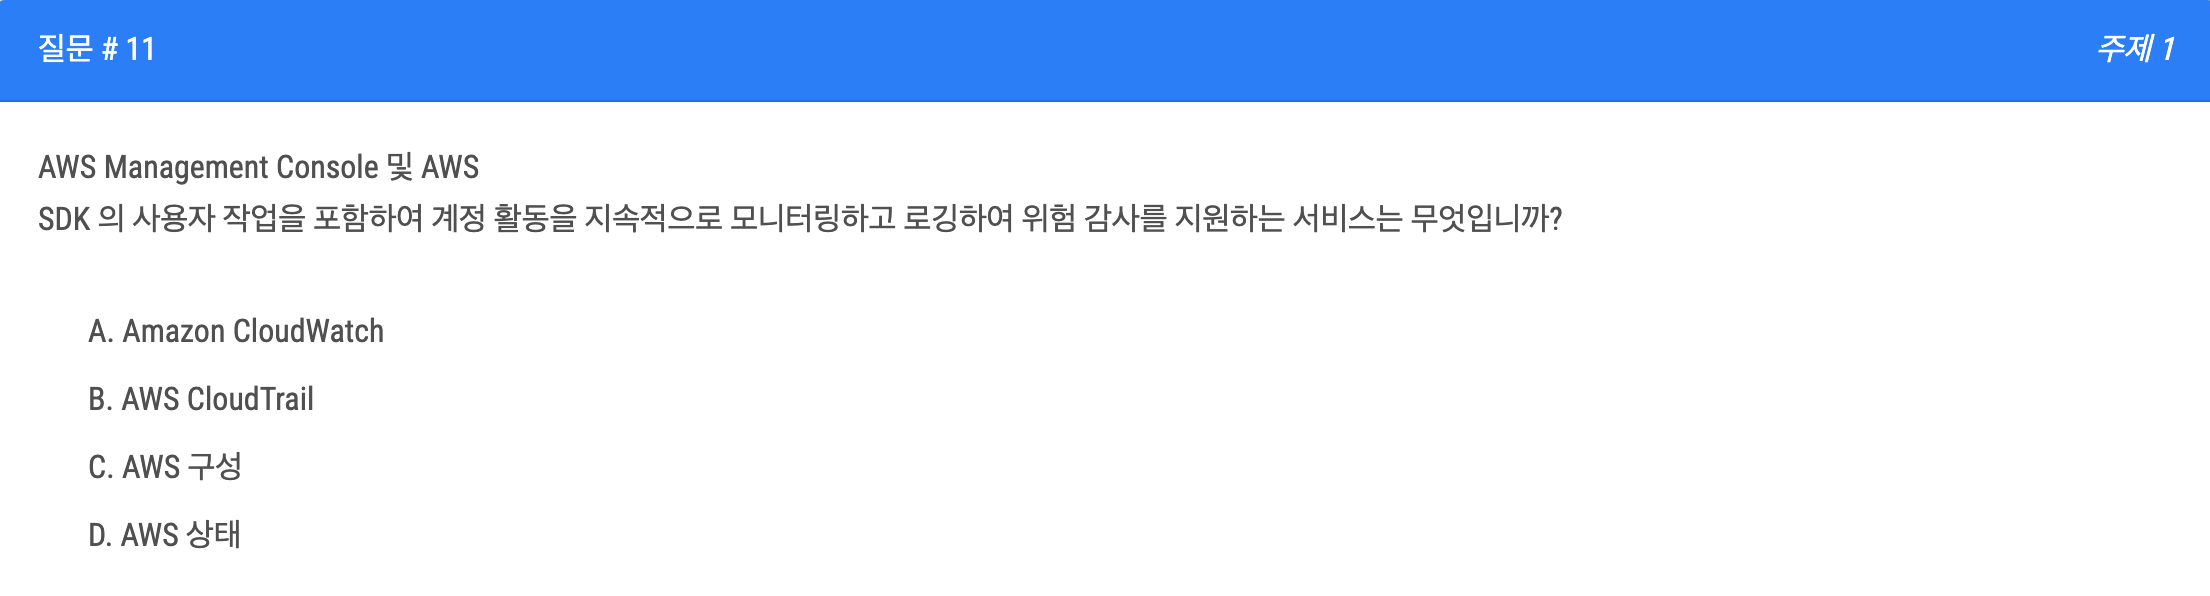 질문 # 11
주제 1
AWS Management Console 및 AWS
SDK 의 사용자 작업을 포함하여 계정 활동을 지속적으로 모니터링하고 로깅하여 위험 감사를 지원하는 서비스는 무엇입니까?
A. Amazon CloudWatch
B. AWS CloudTrail
C. AWS 구성
D. AWS 상태